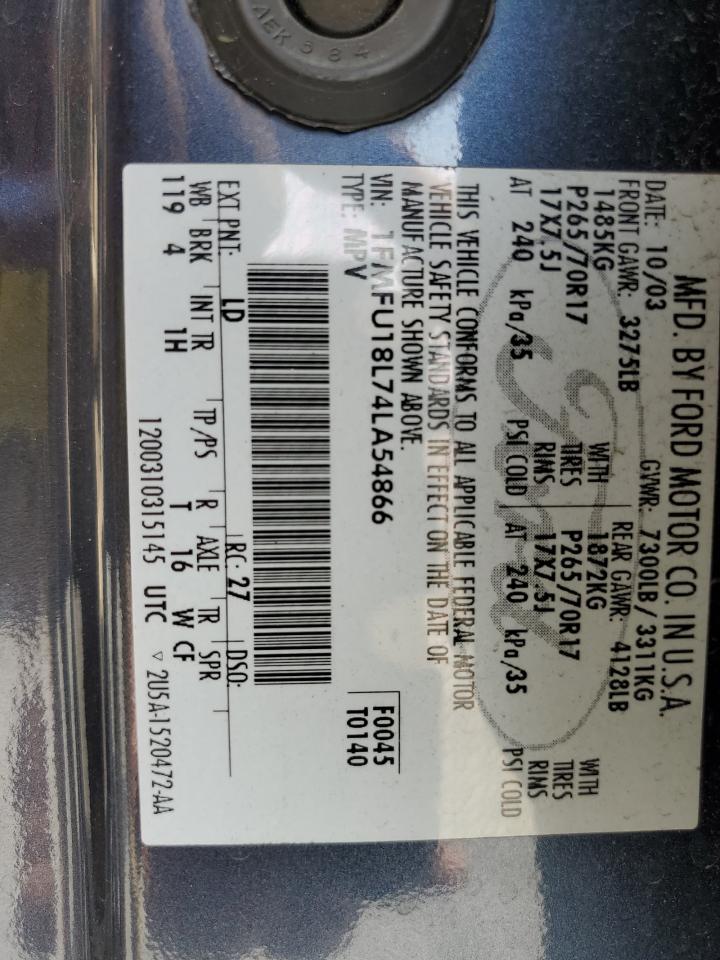 AEK 584
MFD. BY FORD MOTOR CO. IN U.S.A.
DATE: 10/03 GVWR: 7300LB / 3311KG
FRONT GAWR: 3275LB REAR GAWR: 4128LB
1485KG WITH 1872KG WITH
P265/70R17 TIRES P265/70R17 TIRES
17X7.5J RIMS 17X7.5J RIMS
AT 240 kPa/35 PSI COLD AT 240 kPa/35 PSI COLD
THIS VEHICLE CONFORMS TO ALL APPLICABLE FEDERAL MOTOR
VEHICLE SAFETY STANDARDS IN EFFECT ON THE DATE OF
MANUFACTURE SHOWN ABOVE.
VIN: 1FMFU18L74LA54866 F0045
TYPE: MPV T0140
EXT PNT: LD RC: 27 DSO:
WB BRK INT TR TP/PS R AXLE TR SPR
119 4 1H T 16 W CF
12003103151​45 UTC ▽ 2U5A-1520472-AA